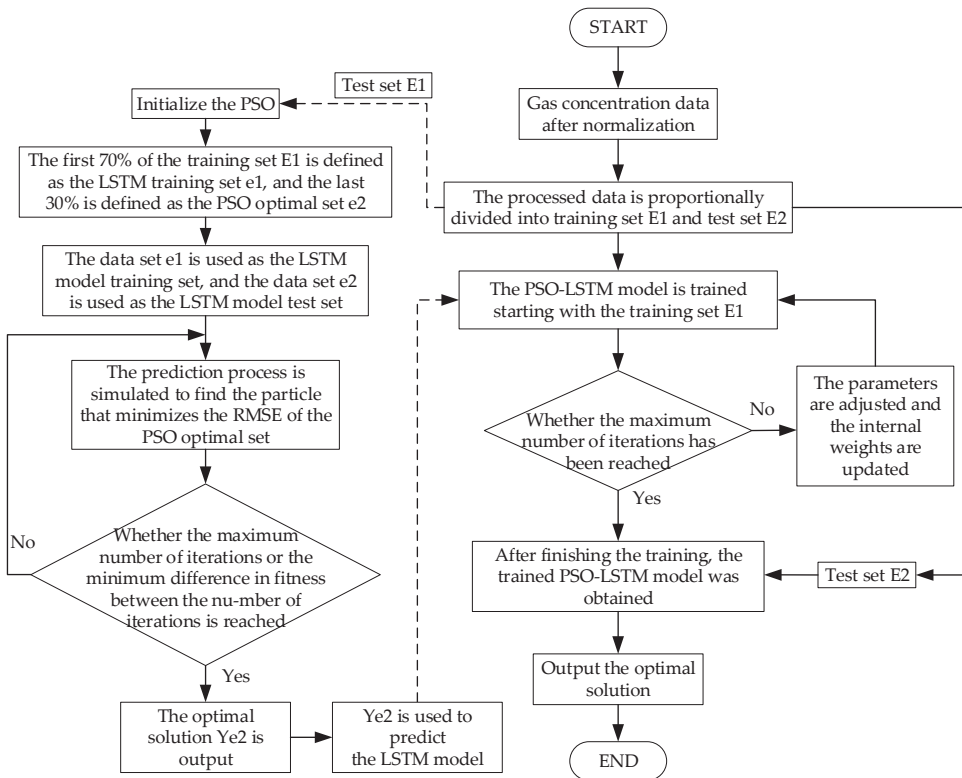 START
Gas concentration data
after normalization
The processed data is proportionally
divided into training set E1 and test set E2
Test set E1
Initialize the PSO
The first 70% of the training set E1 is defined
as the LSTM training set e1, and the last
30% is defined as the PSO optimal set e2
The data set e1 is used as the LSTM
model training set, and the data set e2
is used as the LSTM model test set
The prediction process is
simulated to find the particle
that minimizes the RMSE of the
PSO optimal set
No
Whether the maximum
number of iterations or the
minimum difference in fitness
between the nu-mber of
iterations is reached
Yes
The optimal
solution Ye2 is
output
Ye2 is used to
predict
the LSTM model
The PSO-LSTM model is trained
starting with the training set E1
Whether the maximum
number of iterations has
been reached
No
The parameters
are adjusted and
the internal
weights are
updated
Yes
After finishing the training, the
trained PSO-LSTM model was
obtained
Test set E2
Output the optimal
solution
END